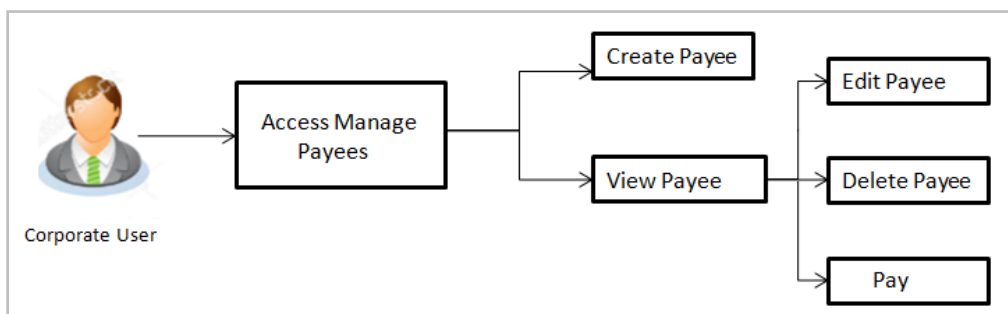 Create Payee
Edit Payee
Access Manage
Payees
View Payee
Delete Payee
Corporate User
Pay